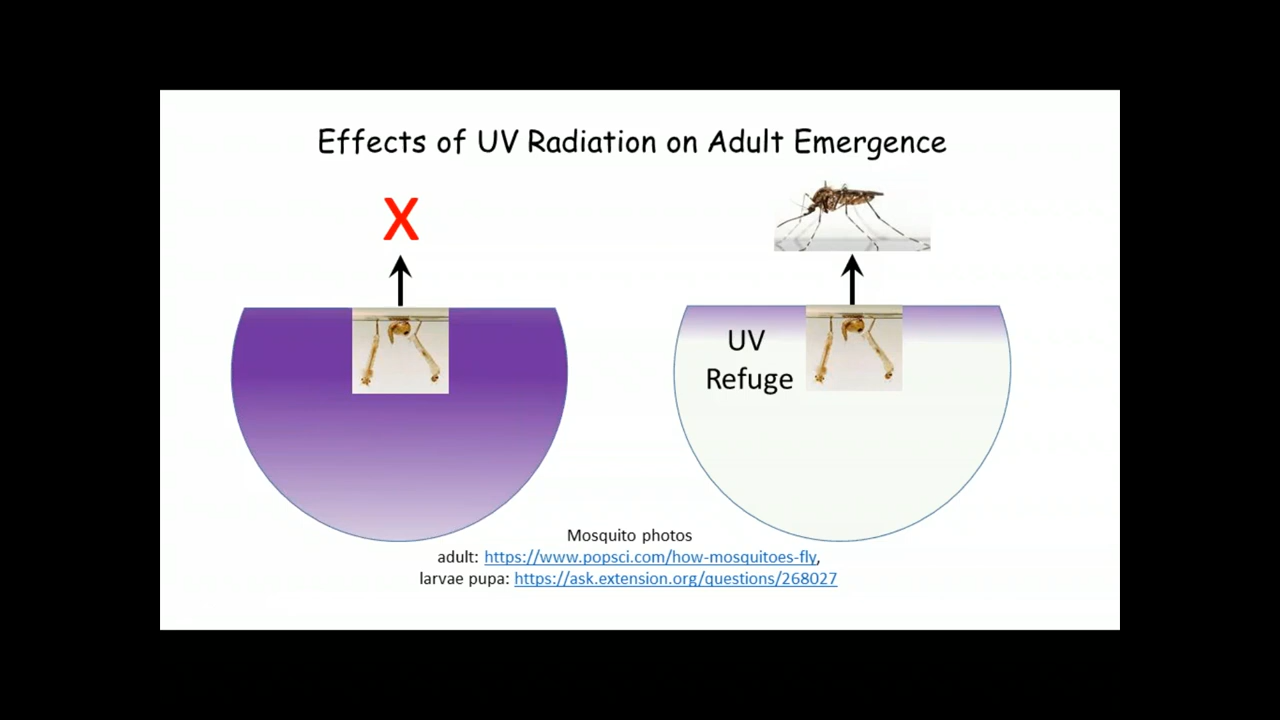 Effects of UV Radiation on Adult Emergence
X
UV
Refuge
Mosquito photos
adult: https://www.popsci.com/how-mosquitoes-fly,
larvae pupa: https://ask.extension.org/questions/268027